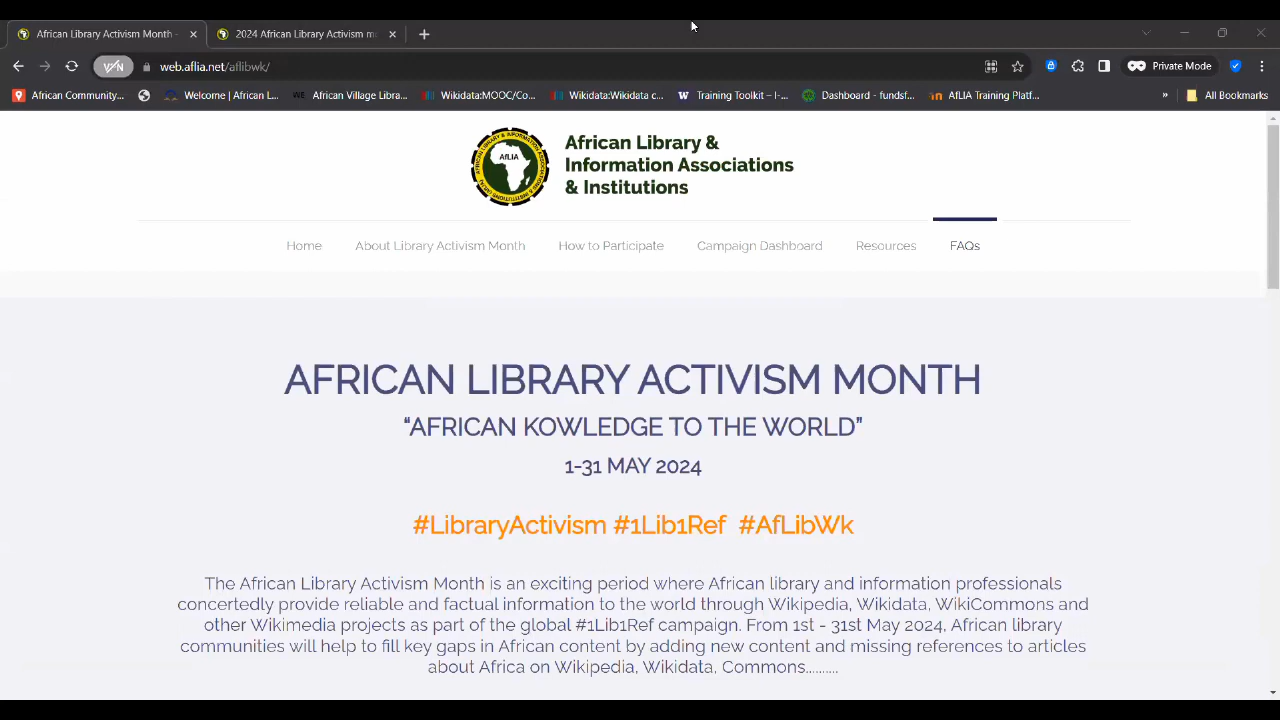 African Library Activism Month -
2024 African Library Activism m
web.aflia.net/aflibwk/
Private Mode
African Community...
Welcome | African L...
WE African Village Libra...
Wikidata:MOOC/Co...
Wikidata:Wikidata c...
W Training Toolkit – I-...
Dashboard - fundsf...
AfLIA Training Platf...
»
All Bookmarks
AfLIA
African Library &
Information Associations
& Institutions
Home
About Library Activism Month
How to Participate
Campaign Dashboard
Resources
FAQs
AFRICAN LIBRARY ACTIVISM MONTH
“AFRICAN KOWLEDGE TO THE WORLD”
1-31 MAY 2024
#LibraryActivism #1Lib1Ref #AfLibWk
The African Library Activism Month is an exciting period where African library and information professionals
concertedly provide reliable and factual information to the world through Wikipedia, Wikidata, WikiCommons and
other Wikimedia projects as part of the global #1Lib1Ref campaign. From 1st - 31st May 2024, African library
communities will help to fill key gaps in African content by adding new content and missing references to articles
about Africa on Wikipedia, Wikidata, Commons..........